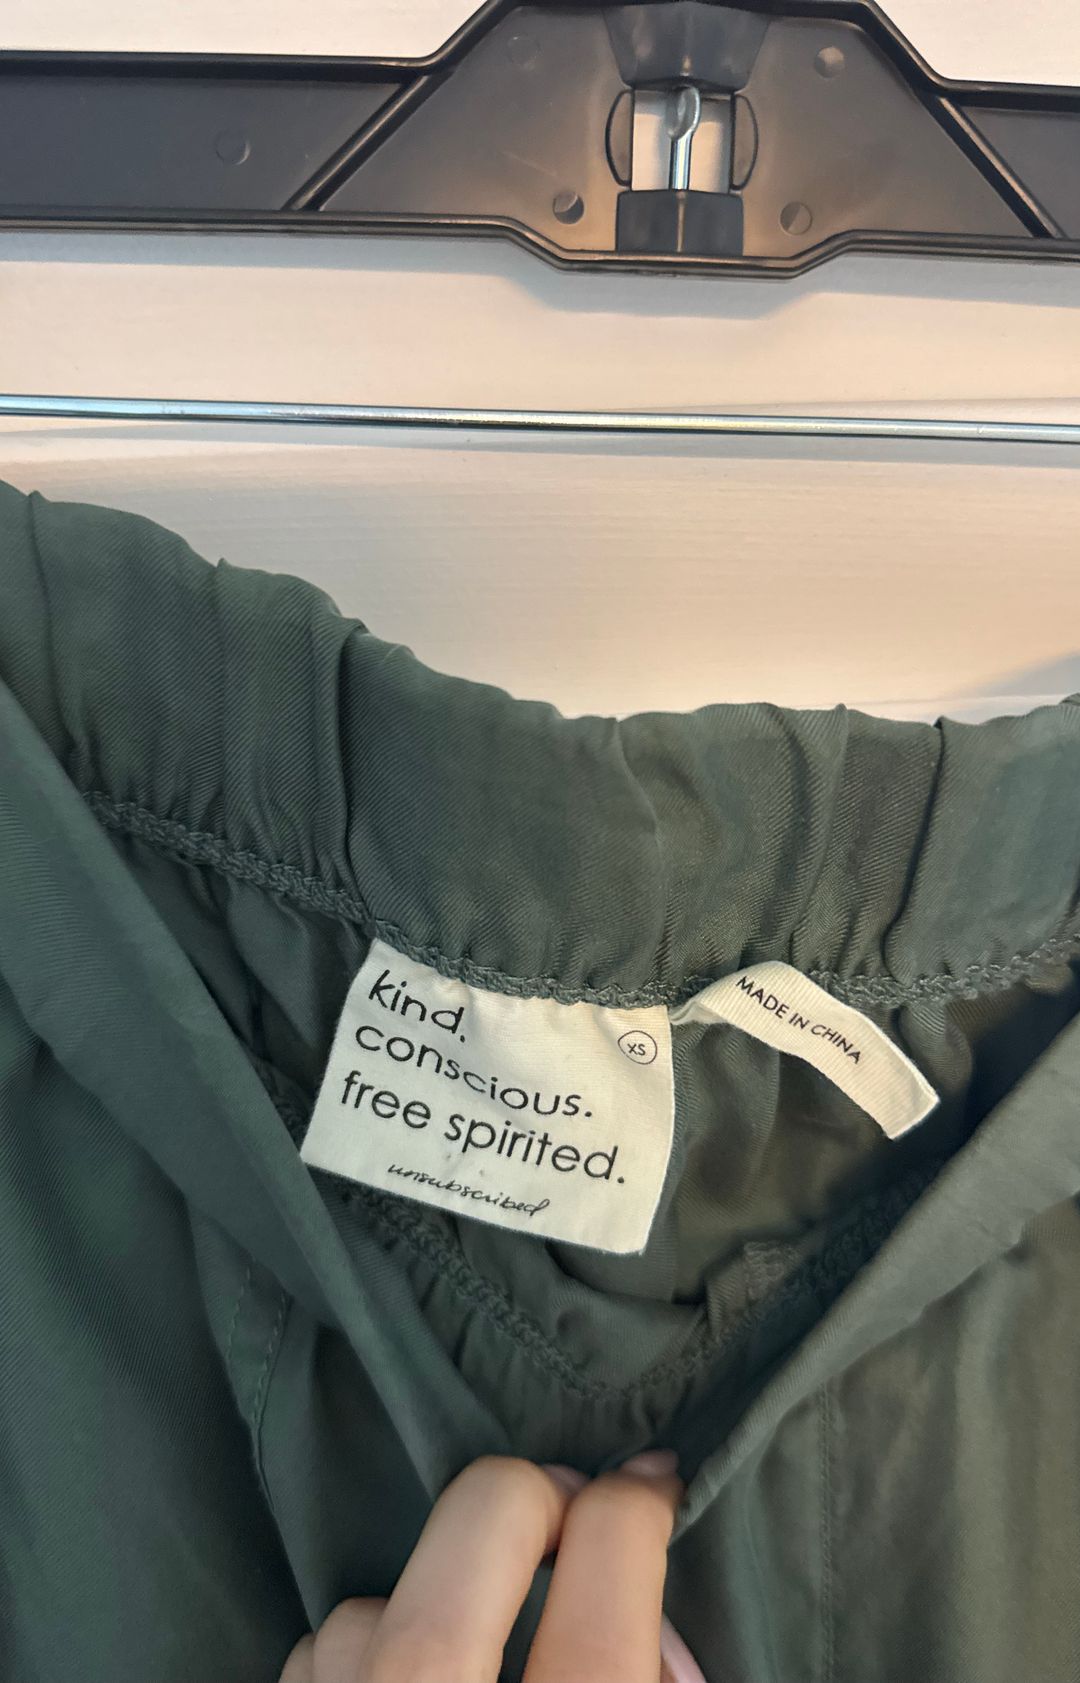 kind.
conscious.
free spirited.
unsubscribed
XS
MADE IN CHINA